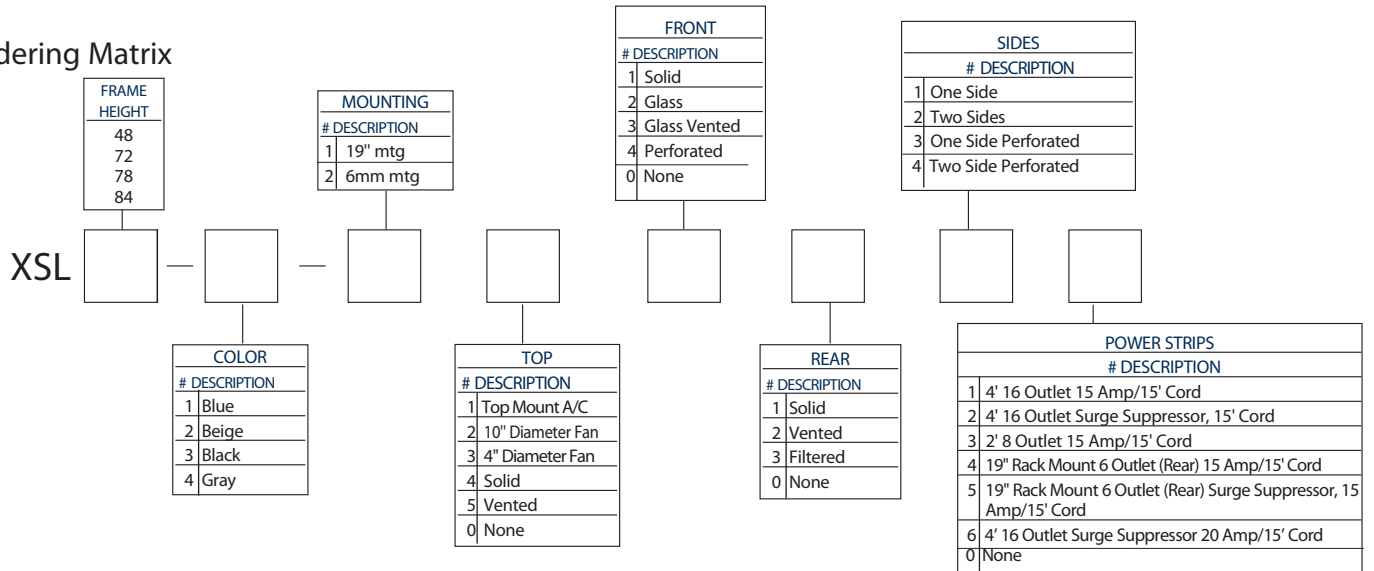 dering Matrix
FRAME
HEIGHT
48
72
78
84
MOUNTING
# DESCRIPTION
1 19" mtg
2 6mm mtg
FRONT
# DESCRIPTION
1 Solid
2 Glass
3 Glass Vented
4 Perforated
0 None
SIDES
# DESCRIPTION
1 One Side
2 Two Sides
3 One Side Perforated
4 Two Side Perforated
XSL — —
COLOR
# DESCRIPTION
1 Blue
2 Beige
3 Black
4 Gray
TOP
# DESCRIPTION
1 Top Mount A/C
2 10" Diameter Fan
3 4" Diameter Fan
4 Solid
5 Vented
0 None
REAR
# DESCRIPTION
1 Solid
2 Vented
3 Filtered
0 None
POWER STRIPS
# DESCRIPTION
1 4' 16 Outlet 15 Amp/15' Cord
2 4' 16 Outlet Surge Suppressor, 15' Cord
3 2' 8 Outlet 15 Amp/15' Cord
4 19" Rack Mount 6 Outlet (Rear) 15 Amp/15' Cord
5 19" Rack Mount 6 Outlet (Rear) Surge Suppressor, 15
Amp/15' Cord
6 4’ 16 Outlet Surge Suppressor 20 Amp/15’ Cord
0 None